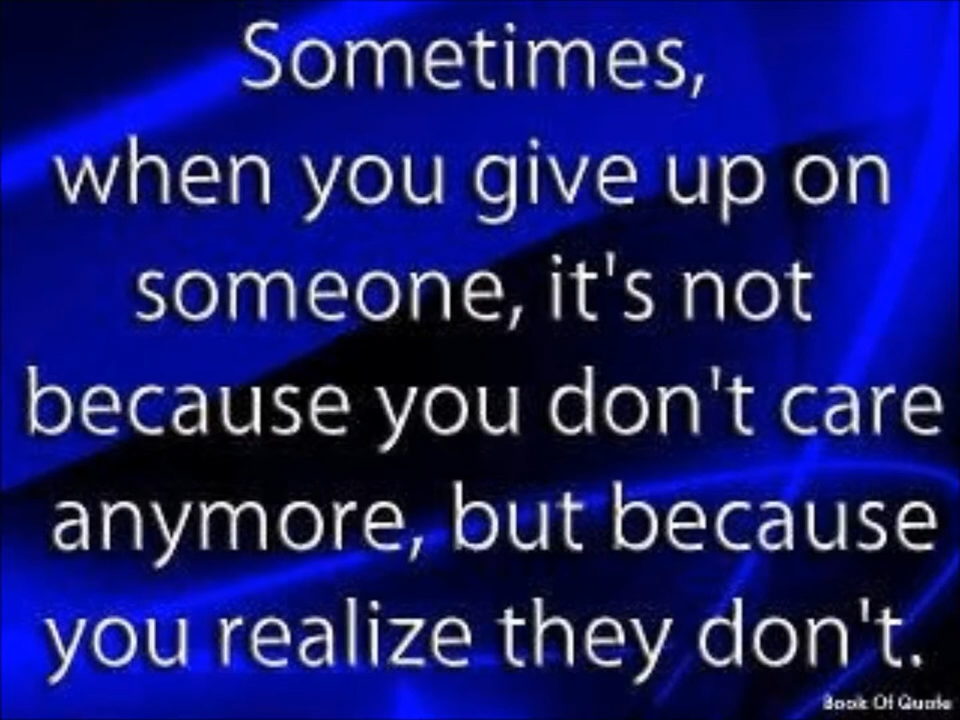 Sometimes,
when you give up on
someone, it's not
because you don't care
anymore, but because
you realize they don't.
Book Of Quote